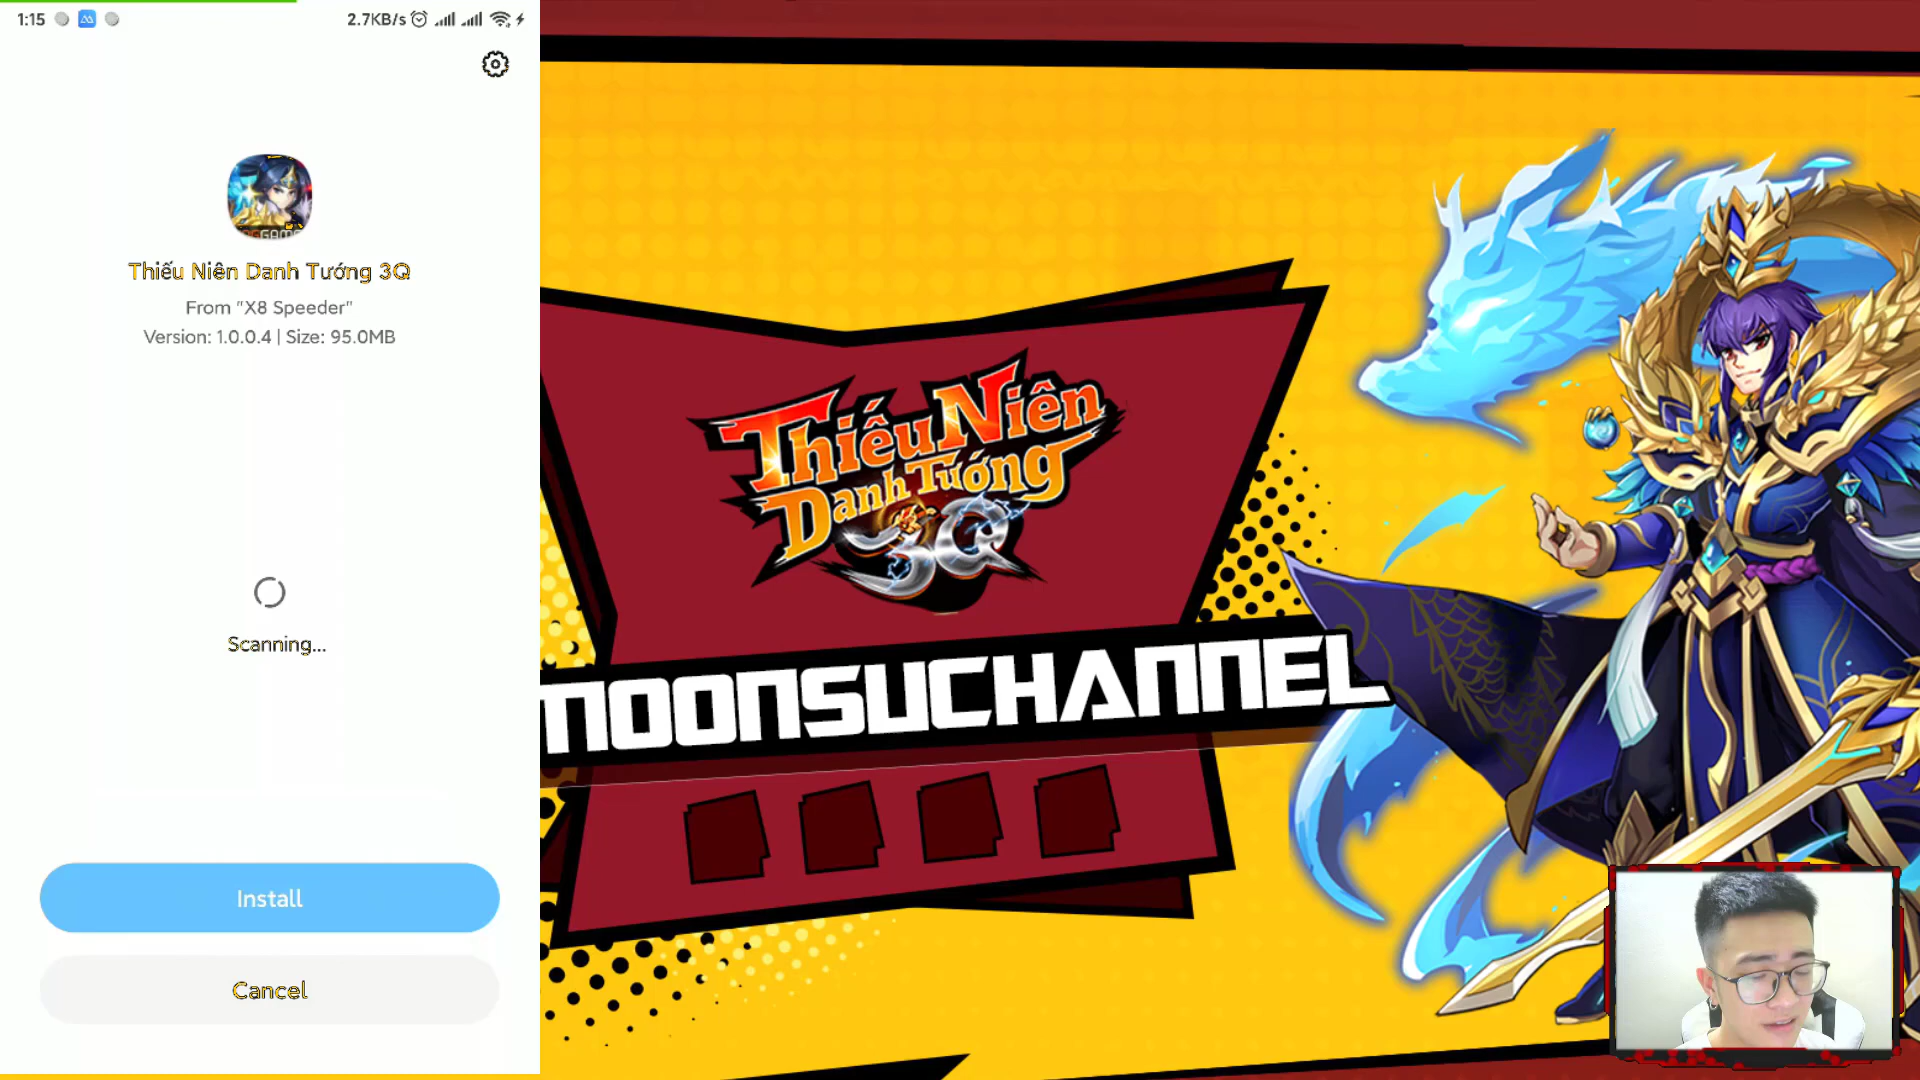 1:15
2.7KB/s
Thiếu Niên Danh Tướng 3Q
From "X8 Speeder"
Version: 1.0.0.4 | Size: 95.0MB
Scanning...
Install
Cancel
Thiếu Niên
Danh Tướng
3Q
MOONSUCHANNEL